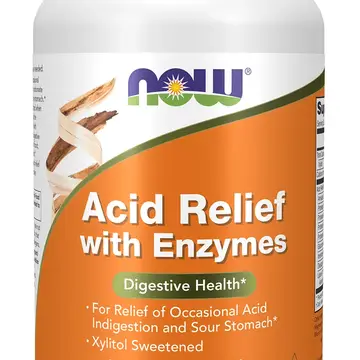 now®
Acid Relief
with Enzymes
Digestive Health*
• For Relief of Occasional Acid
Indigestion and Sour Stomach*
• Xylitol Sweetened